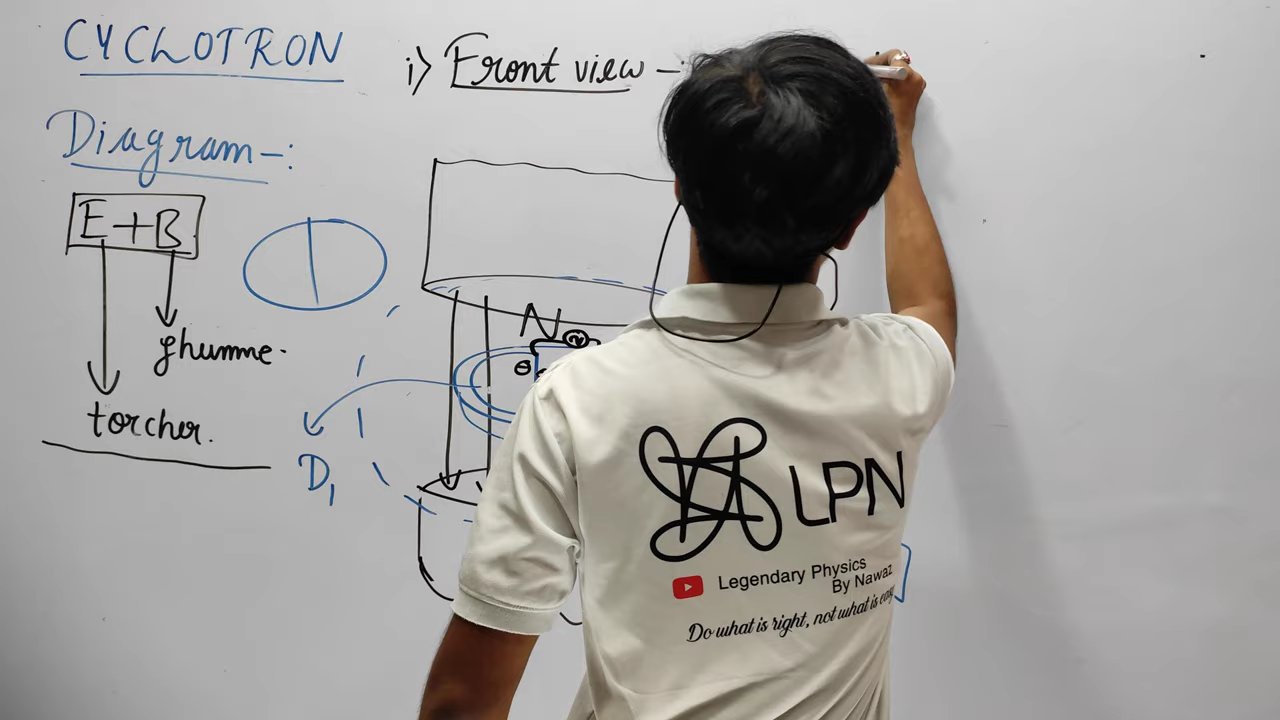 CYCLOTRON
i) Front view -
Diagram-:
E+B
ghumne.
torcher.
N
D1
LPN
Legendary Physics
By Nawaz
Do what is right, not what is easy